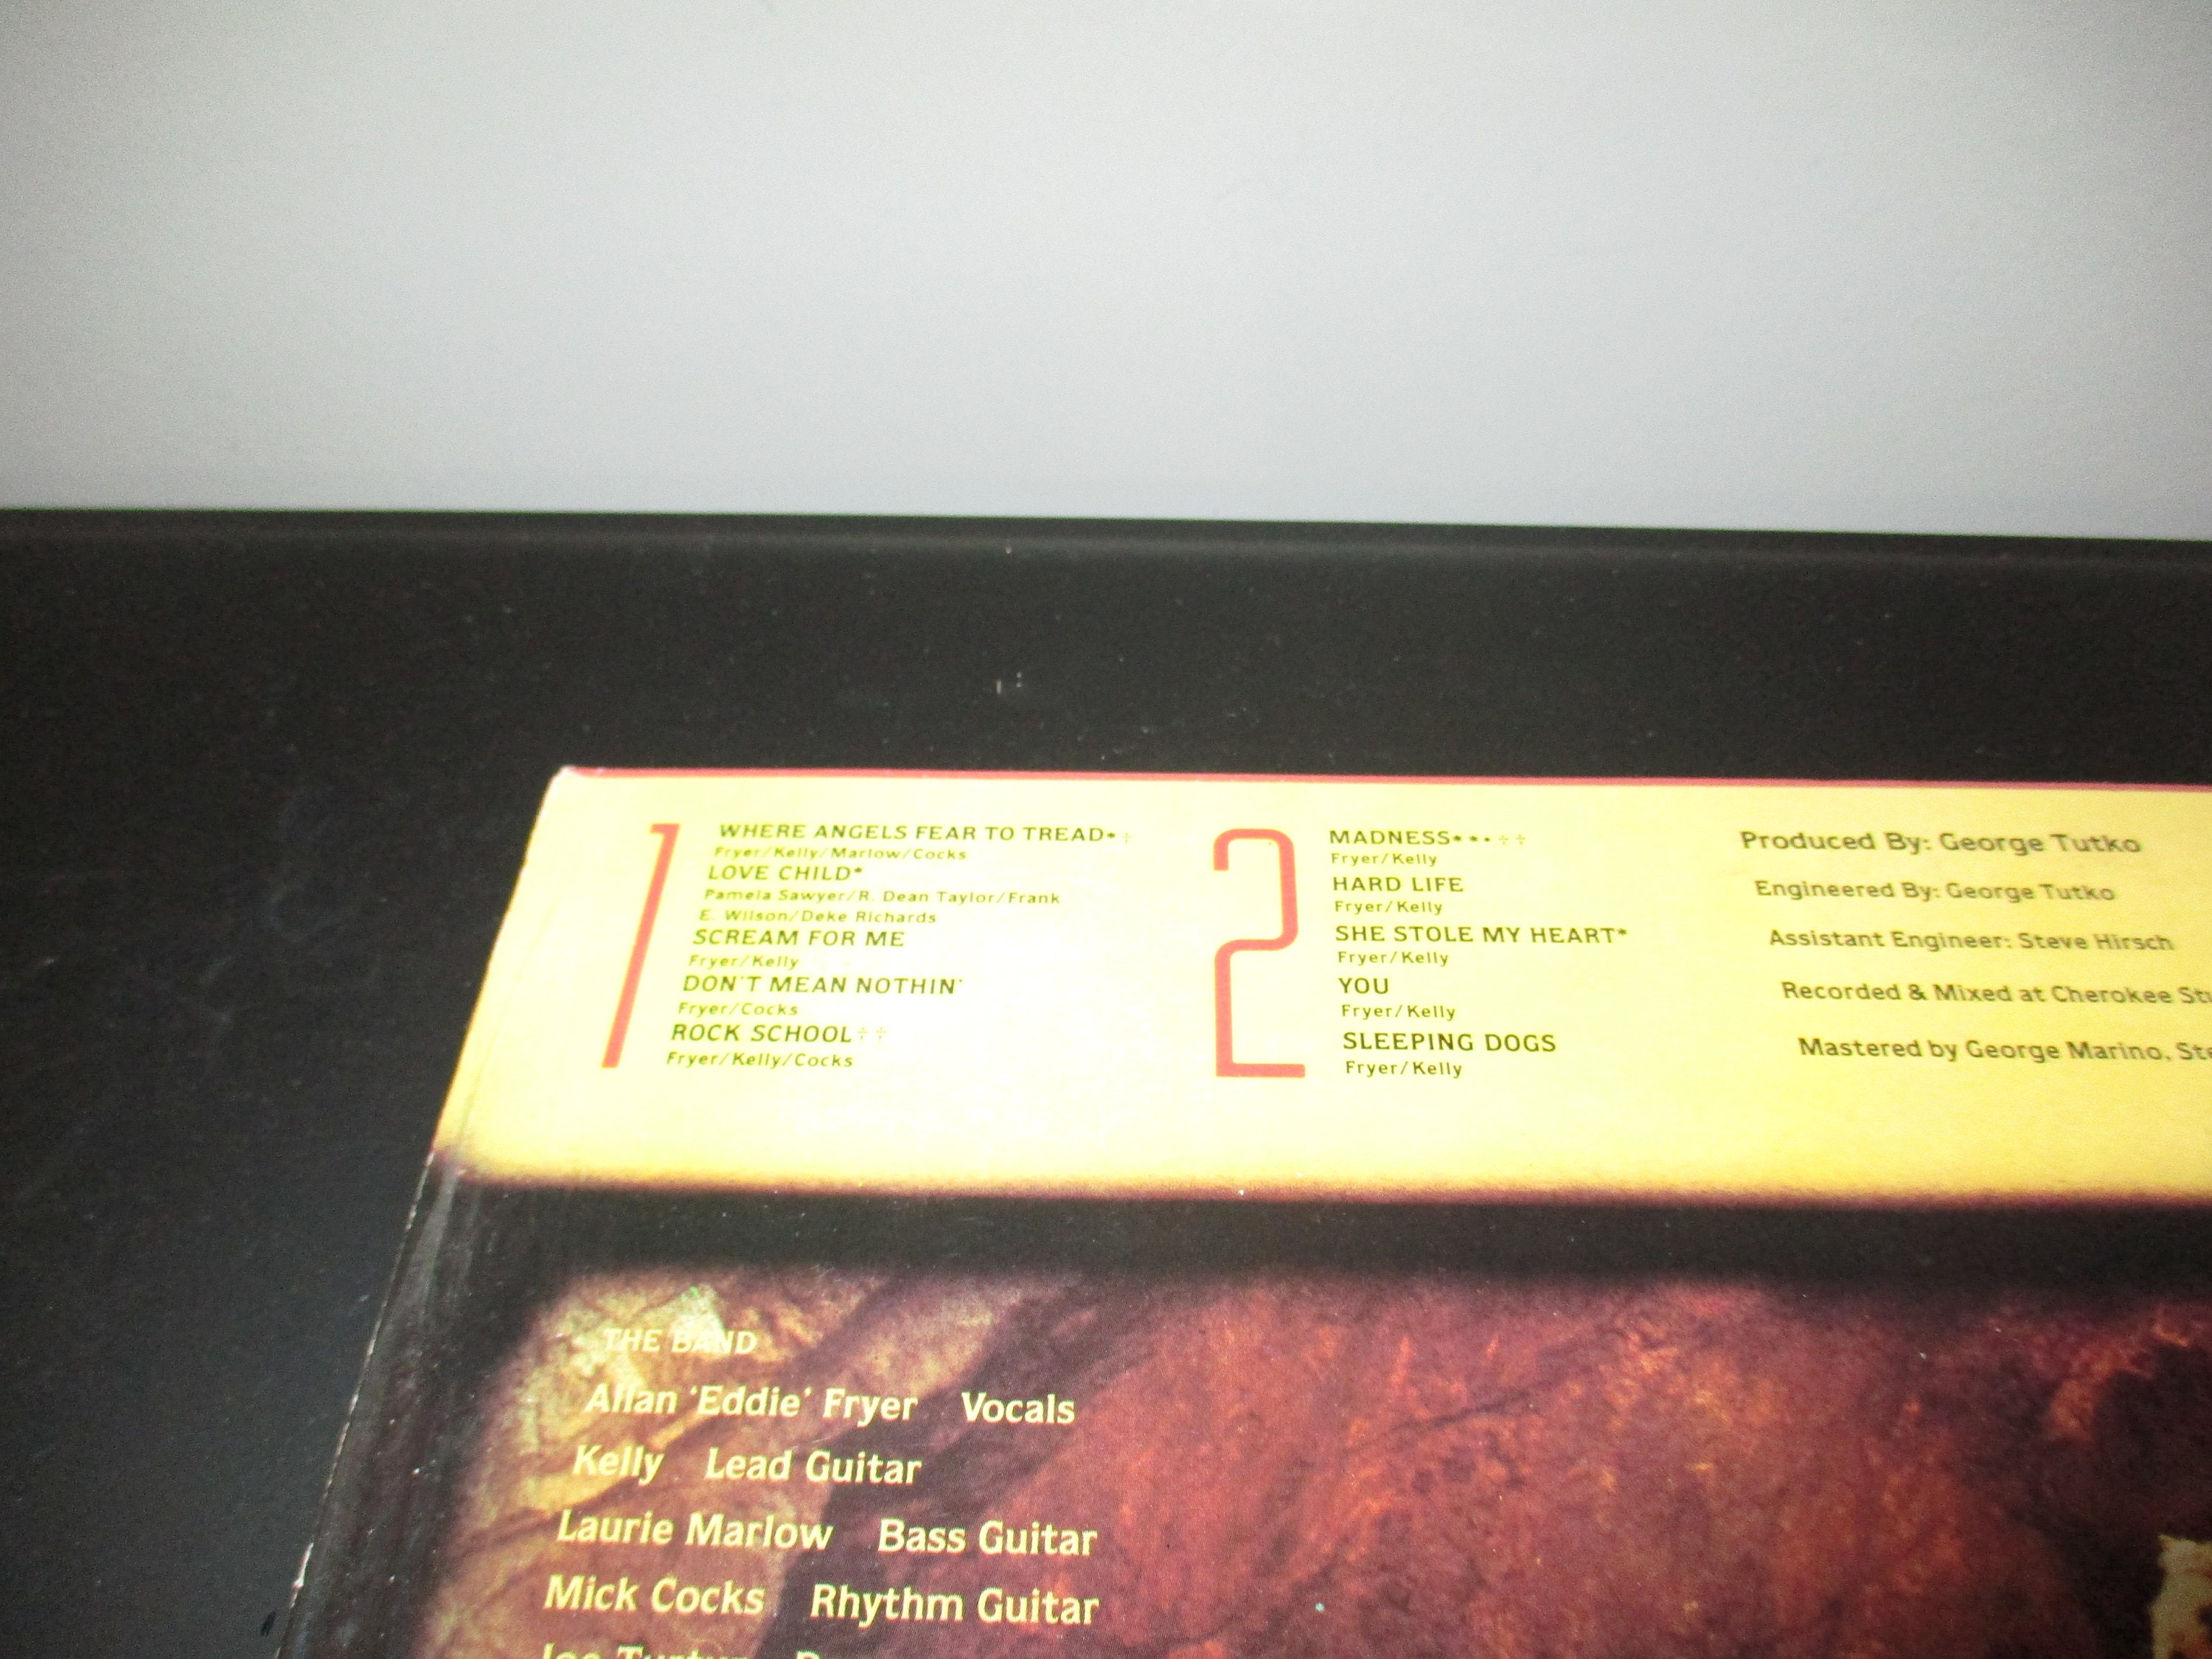 1
WHERE ANGELS FEAR TO TREAD*†
Fryer/Kelly/Marlow/Cocks
LOVE CHILD*
Pamela Sawyer/R. Dean Taylor/Frank
E. Wilson/Deke Richards
SCREAM FOR ME
Fryer/Kelly
DON'T MEAN NOTHIN'
Fryer/Cocks
ROCK SCHOOL††
Fryer/Kelly/Cocks
2
MADNESS***††
Fryer/Kelly
HARD LIFE
Fryer/Kelly
SHE STOLE MY HEART*
Fryer/Kelly
YOU
Fryer/Kelly
SLEEPING DOGS
Fryer/Kelly
Produced By: George Tutko
Engineered By: George Tutko
Assistant Engineer: Steve Hirsch
Recorded & Mixed at Cherokee
Mastered by George Marino,
THE BAND
Allan 'Eddie' Fryer Vocals
Kelly Lead Guitar
Laurie Marlow Bass Guitar
Mick Cocks Rhythm Guitar